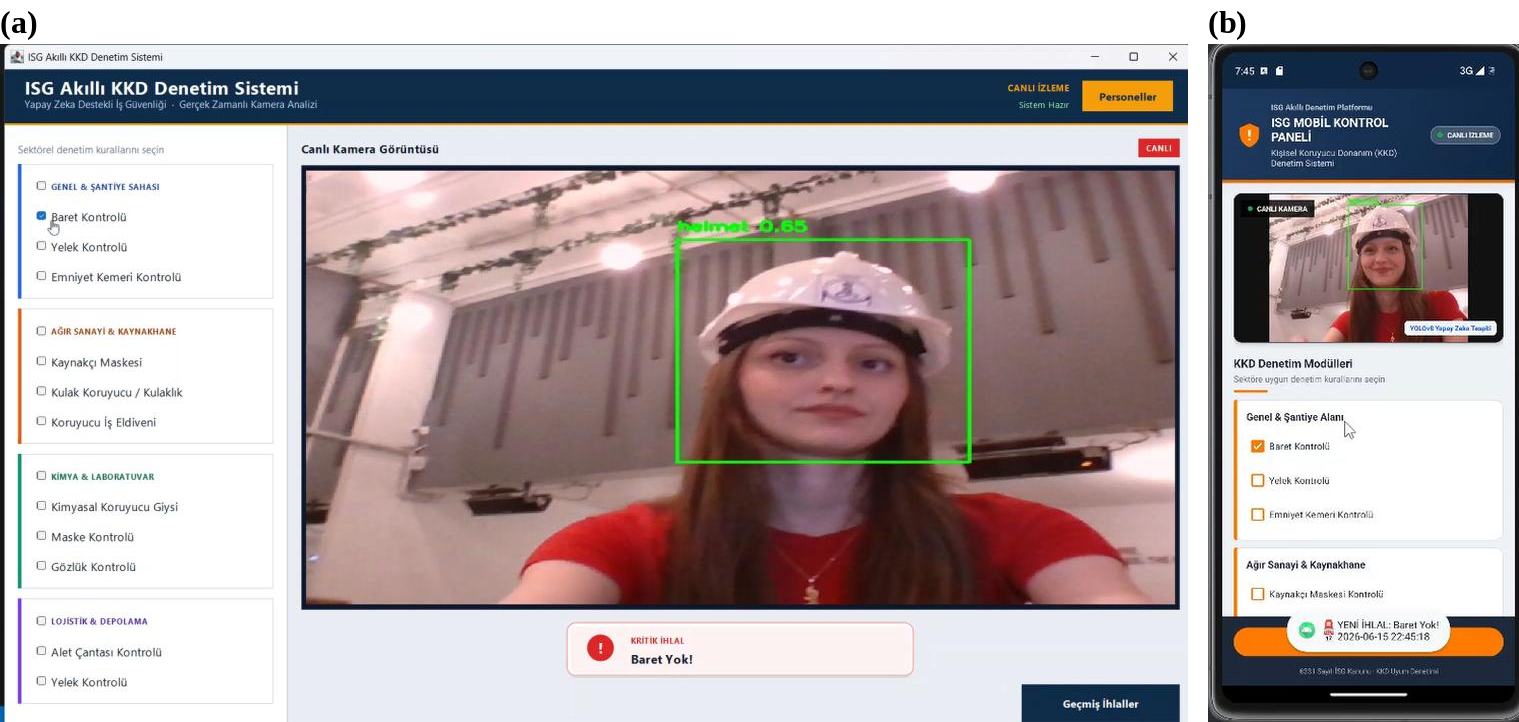 (a)
ISG Akıllı KKD Denetim Sistemi
ISG Akıllı KKD Denetim Sistemi
Yapay Zeka Destekli İş Güvenliği · Gerçek Zamanlı Kamera Analizi
CANLI İZLEME
Sistem Hazır
Personeller
Sektörel denetim kurallarını seçin
GENEL & ŞANTİYE SAHASI
Baret Kontrolü
Yelek Kontrolü
Emniyet Kemeri Kontrolü
AĞIR SANAYİ & KAYNAKHANE
Kaynakçı Maskesi
Kulak Koruyucu / Kulaklık
Koruyucu İş Eldiveni
KİMYA & LABORATUVAR
Kimyasal Koruyucu Giysi
Maske Kontrolü
Gözlük Kontrolü
LOJİSTİK & DEPOLAMA
Alet Çantası Kontrolü
Yelek Kontrolü
Canlı Kamera Görüntüsü
CANLI
helmet 0.65
KRİTİK İHLAL
Baret Yok!
Geçmiş İhlaller
(b)
7:45
3G
ISG Akıllı Denetim Platformu
ISG MOBİL KONTROL
PANELİ
Kişisel Koruyucu Donanım (KKD)
Denetim Sistemi
CANLI İZLEME
CANLI KAMERA
YOLOv8 Yapay Zeka Tespiti
KKD Denetim Modülleri
Sektöre uygun denetim kurallarını seçin
Genel & Şantiye Alanı
Baret Kontrolü
Yelek Kontrolü
Emniyet Kemeri Kontrolü
Ağır Sanayi & Kaynakhane
Kaynakçı Maskesi Kontrolü
YENİ İHLAL: Baret Yok!
2026-06-15 22:45:18
6331 Sayılı İSG Kanunu · KKD Uyum Denetimi